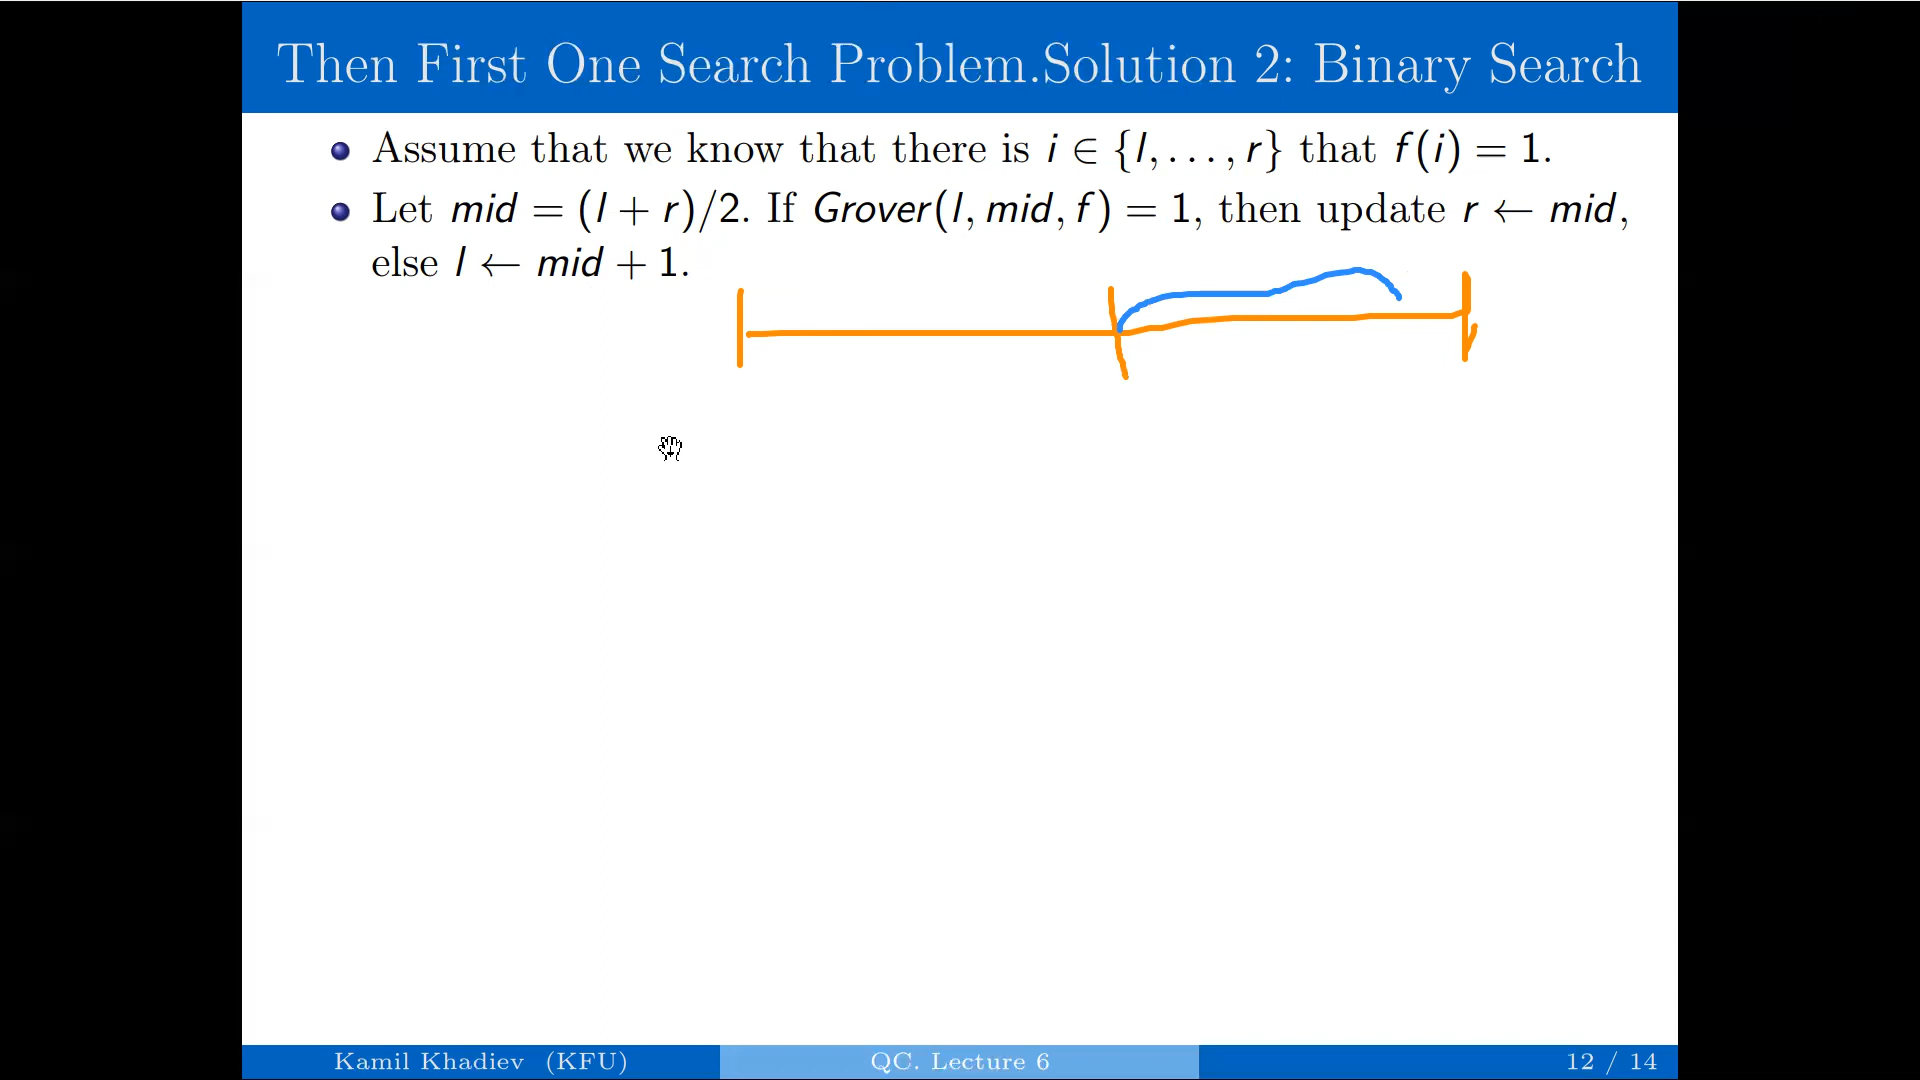 Then First One Search Problem.Solution 2: Binary Search
Assume that we know that there is i ∈ {l, . . . , r} that f(i) = 1.
Let mid = (l + r)/2. If Grover(l, mid, f) = 1, then update r ← mid,
else l ← mid + 1.
Kamil Khadiev (KFU)
QC. Lecture 6
12 / 14